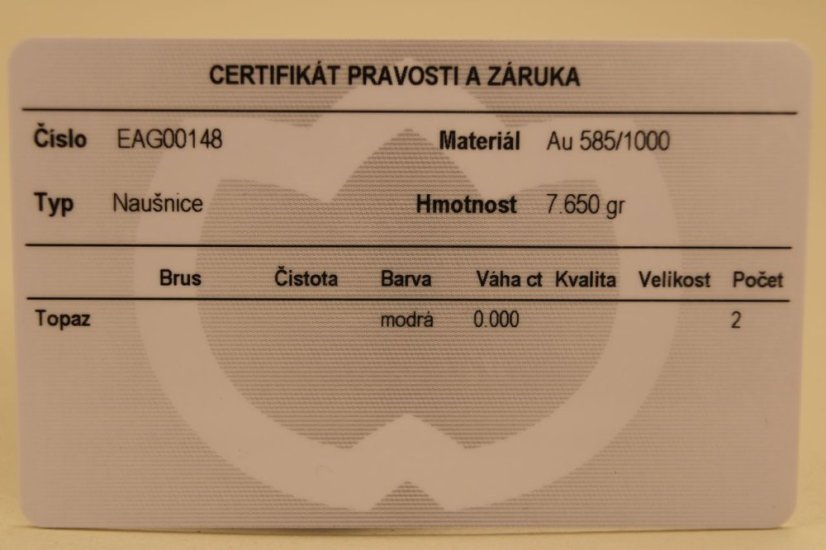 CERTIFIKÁT PRAVOSTI A ZÁRUKA
Číslo EAG00148 Materiál Au 585/1000
Typ Naušnice Hmotnost 7.650 gr
Brus Čistota Barva Váha ct Kvalita Velikost Počet
Topaz modrá 0.000 2